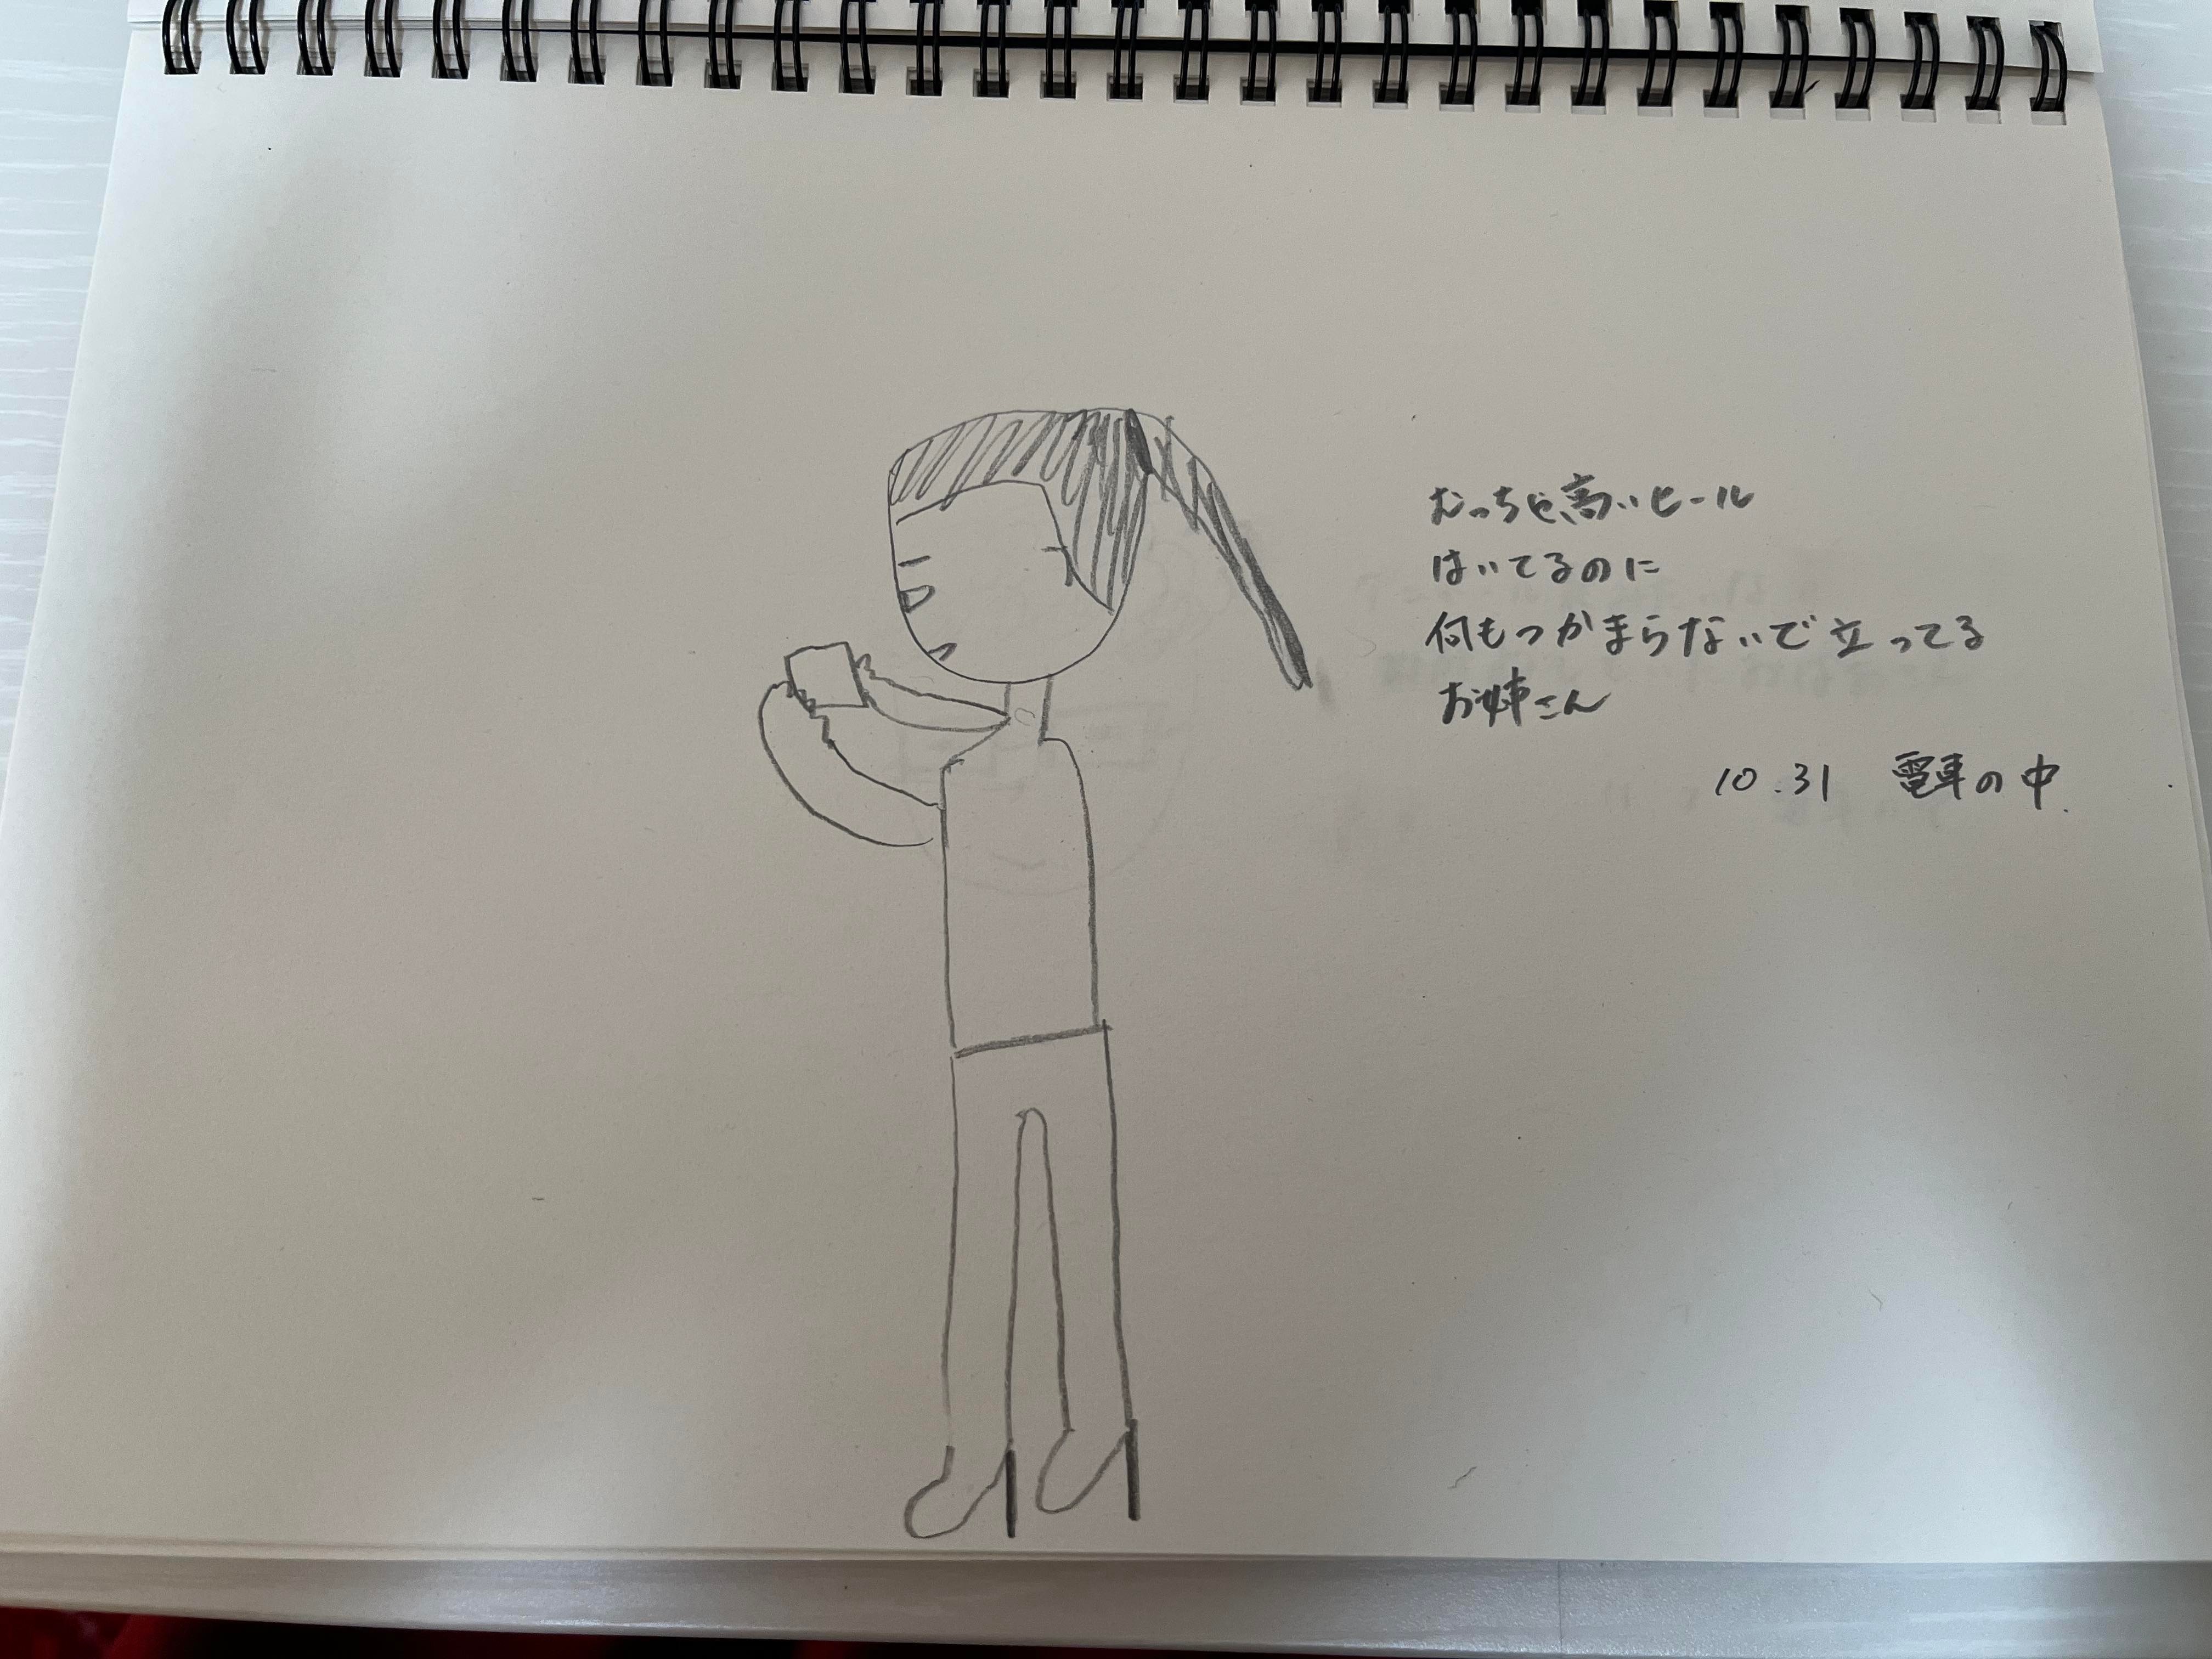 むっちゃ高いヒール
はいてるのに
何もつかまらないで立ってる
お姉さん
10.31 電車の中